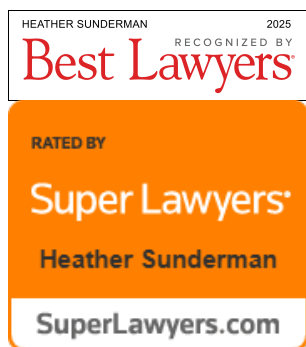 HEATHER SUNDERMAN 2025
RECOGNIZED BY
Best Lawyers®
RATED BY
Super Lawyers
Heather Sunderman
SuperLawyers.com